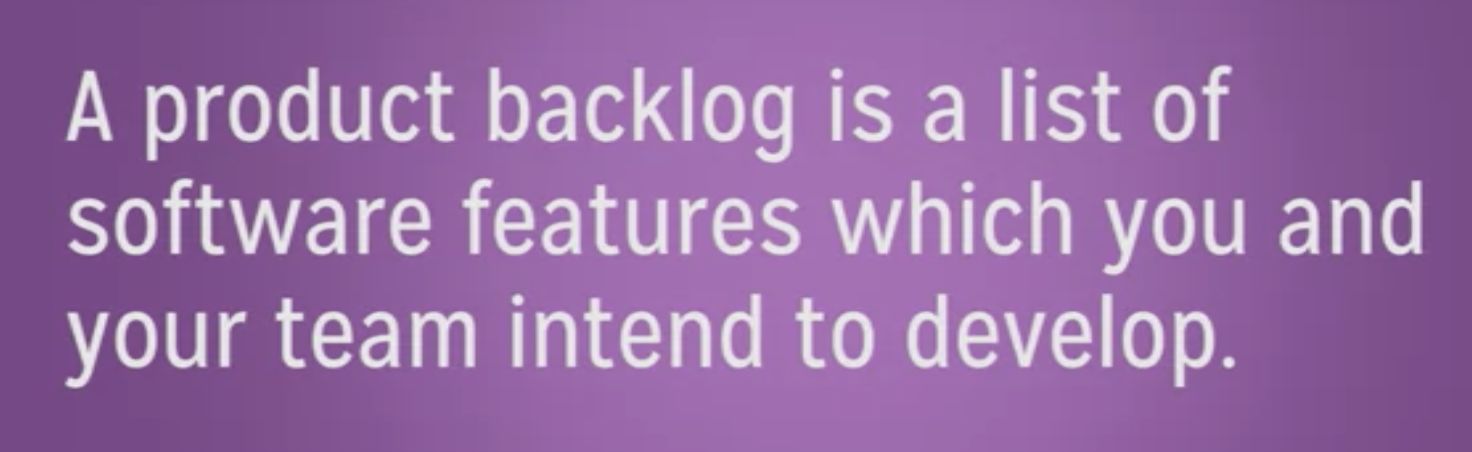 A product backlog is a list of
software features which you and
your team intend to develop.